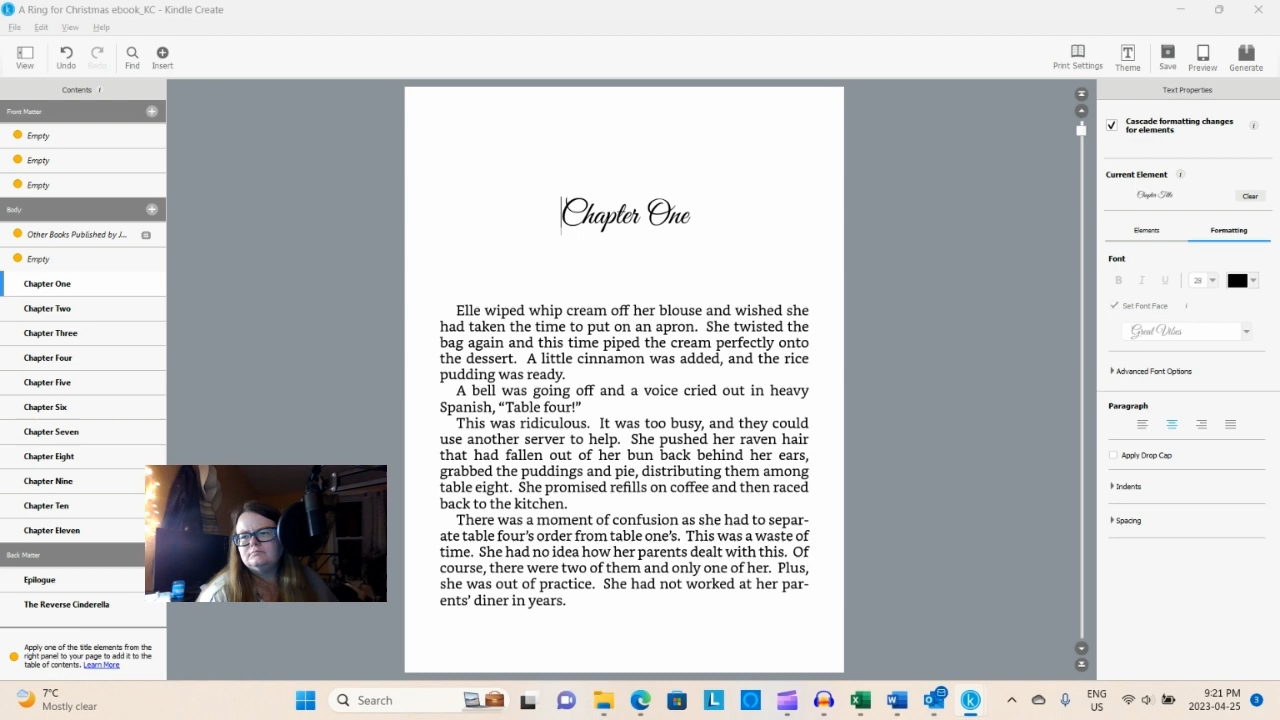 A Ring for Christmas ebook_KC - Kindle Create
File Edit View Help
View Undo Redo Find Insert Print Settings Theme Save Preview Generate
Contents i
Front Matter
Empty
Empty
Empty
Body
Other Books Published by J...
Empty
Chapter One
Chapter Two
Chapter Three
Chapter Four
Chapter Five
Chapter Six
Chapter Seven
Chapter Eight
Chapter Nine
Chapter Ten
Chapter Eleven
Back Matter
Epilogue
The Reverse Cinderella
Apply one of the title elements from the
right panel to your page to add it to the
table of contents. Learn More
Chapter One
Elle wiped whip cream off her blouse and wished she
had taken the time to put on an apron. She twisted the
bag again and this time piped the cream perfectly onto
the dessert. A little cinnamon was added, and the rice
pudding was ready.
A bell was going off and a voice cried out in heavy
Spanish, “Table four!”
This was ridiculous. It was too busy, and they could
use another server to help. She pushed her raven hair
that had fallen out of her bun back behind her ears,
grabbed the puddings and pie, distributing them among
table eight. She promised refills on coffee and then raced
back to the kitchen.
There was a moment of confusion as she had to separ-
ate table four’s order from table one’s. This was a waste of
time. She had no idea how her parents dealt with this. Of
course, there were two of them and only one of her. Plus,
she was out of practice. She had not worked at her par-
ents’ diner in years.
Text Properties
Cascade formatting changes
for elements
i
Current Element i
Chapter Title Clear
Elements Formatting
Font
B I U 28
Set Font Face i
Great Vibes
Advanced Font Options
Paragraph
Apply Drop Cap
Indents
Spacing
7°C
Mostly clear
Search
ENG
US
9:21 PM
2023-04-25
3